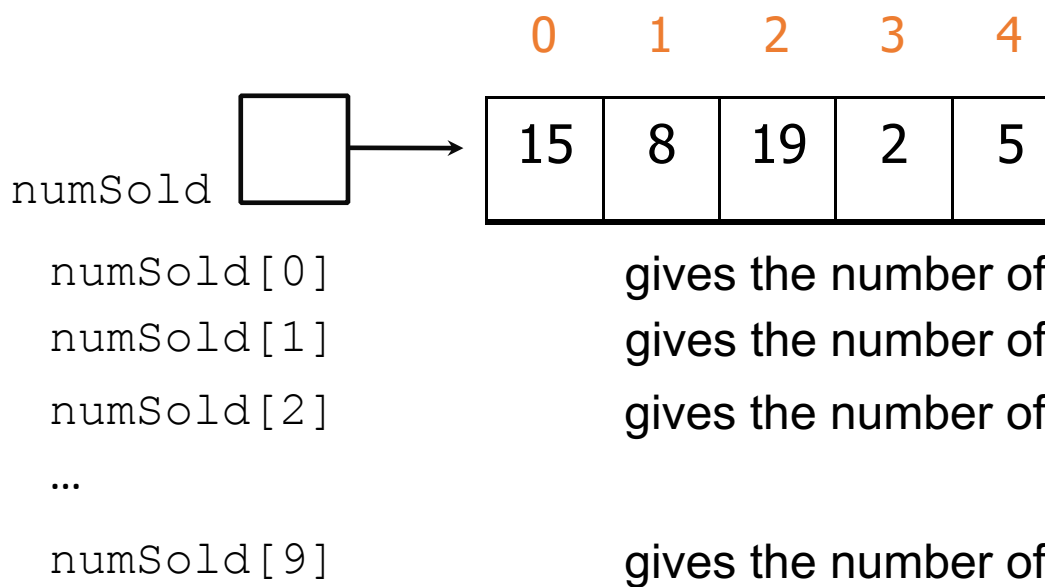 0 1 2 3 4
15 8 19 2 5
numSold
numSold[0] gives the number of
numSold[1] gives the number of
numSold[2] gives the number of
…
numSold[9] gives the number of